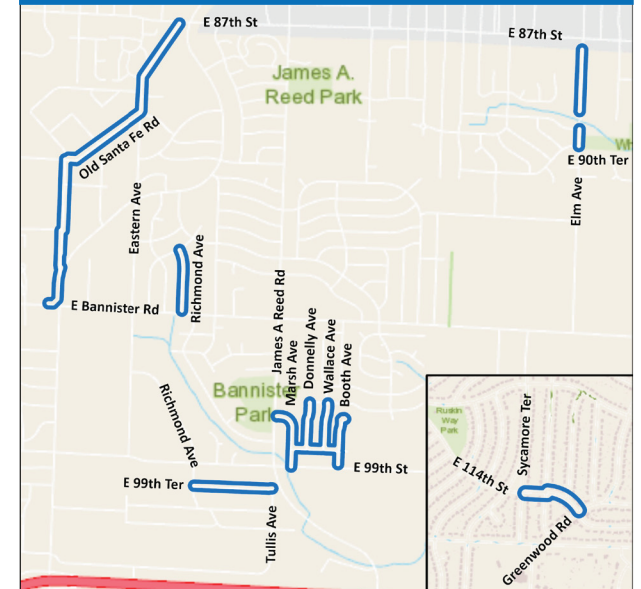 E 87th St
E 87th St
James A.
Reed Park
Old Santa Fe Rd
Wh
E 90th Ter
Eastern Ave
Elm Ave
Richmond Ave
E Bannister Rd
James A Reed Rd
Marsh Ave
Donnelly Ave
Wallace Ave
Booth Ave
Bannister
Park
Richmond Ave
E 99th St
E 99th Ter
Tullis Ave
Ruskin
Way
Park
Sycamore Ter
E 114th St
Greenwood Rd